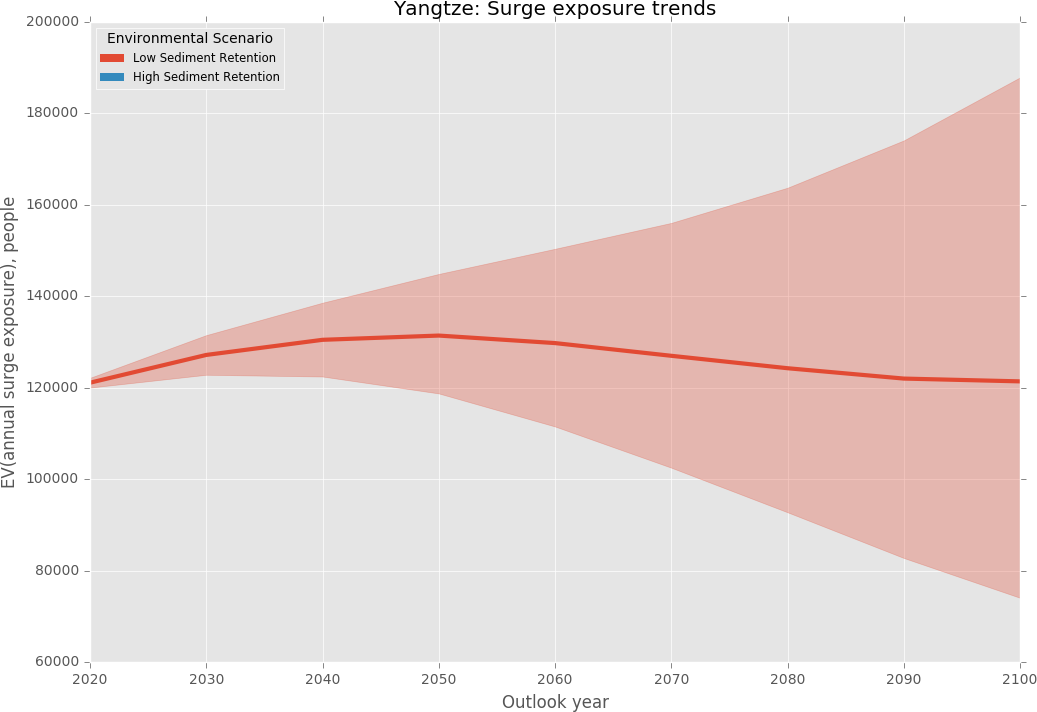 Yangtze: Surge exposure trends
200000
180000
160000
140000
120000
100000
80000
60000
EV(annual surge exposure), people
Environmental Scenario
Low Sediment Retention
High Sediment Retention
2020 2030 2040 2050 2060 2070 2080 2090 2100
Outlook year